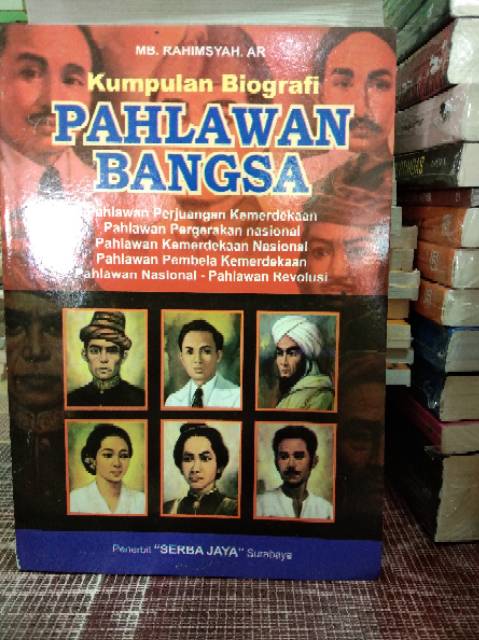 MB. RAHIMSYAH. AR
Kumpulan Biografi
PAHLAWAN
BANGSA
Pahlawan Perjuangan Kemerdekaan
Pahlawan Pergerakan nasional
Pahlawan Kemerdekaan Nasional
Pahlawan Pembela Kemerdekaan
Pahlawan Nasional - Pahlawan Revolusi
Penerbit "SERBA JAYA" Surabaya